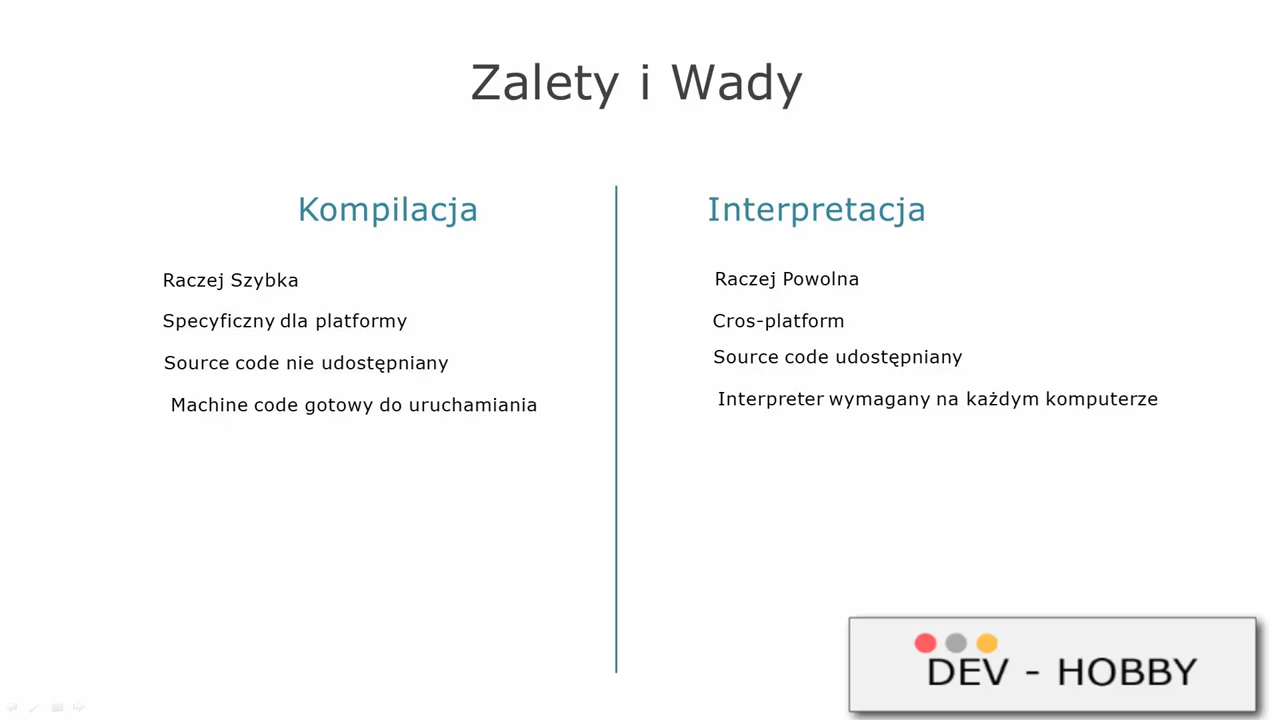 Zalety i Wady
Kompilacja
Raczej Szybka
Specyficzny dla platformy
Source code nie udostępniany
Machine code gotowy do uruchamiania
Interpretacja
Raczej Powolna
Cros-platform
Source code udostępniany
Interpreter wymagany na każdym komputerze
DEV - HOBBY